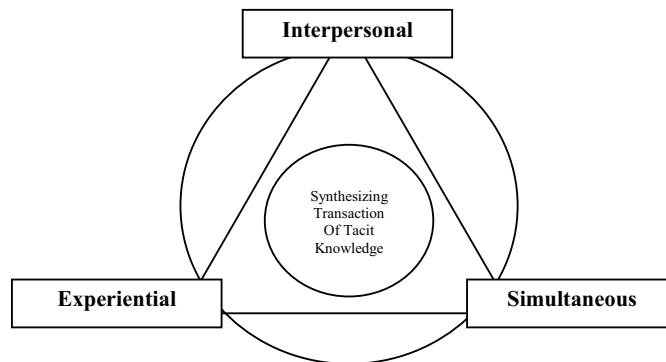 Interpersonal
Synthesizing
Transaction
Of Tacit
Knowledge
Experiential
Simultaneous